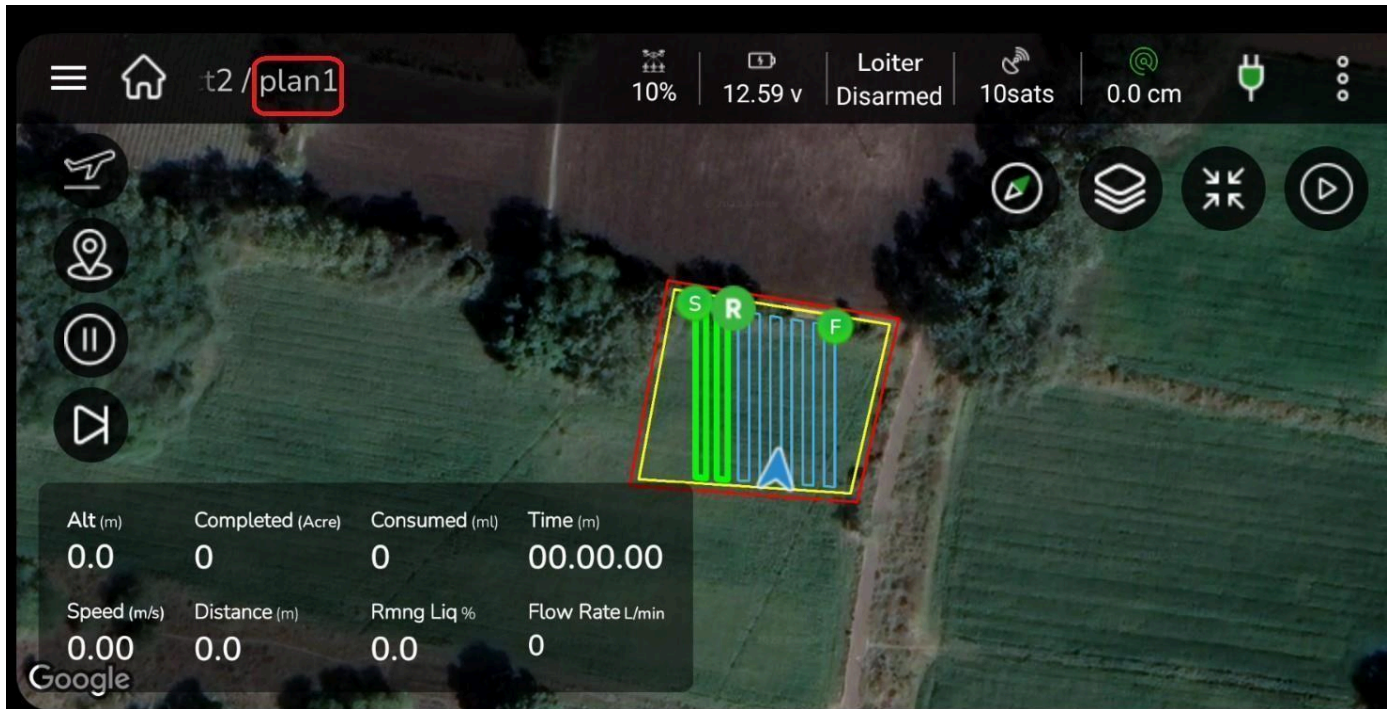 t2 / plan1
10%
12.59 v
Loiter
Disarmed
10sats
0.0 cm
S
R
F
Alt (m)
Completed (Acre)
Consumed (ml)
Time (m)
0.0
0
0
00.00.00
Speed (m/s)
Distance (m)
Rmng Liq %
Flow Rate L/min
0.00
0.0
0.0
0
Google